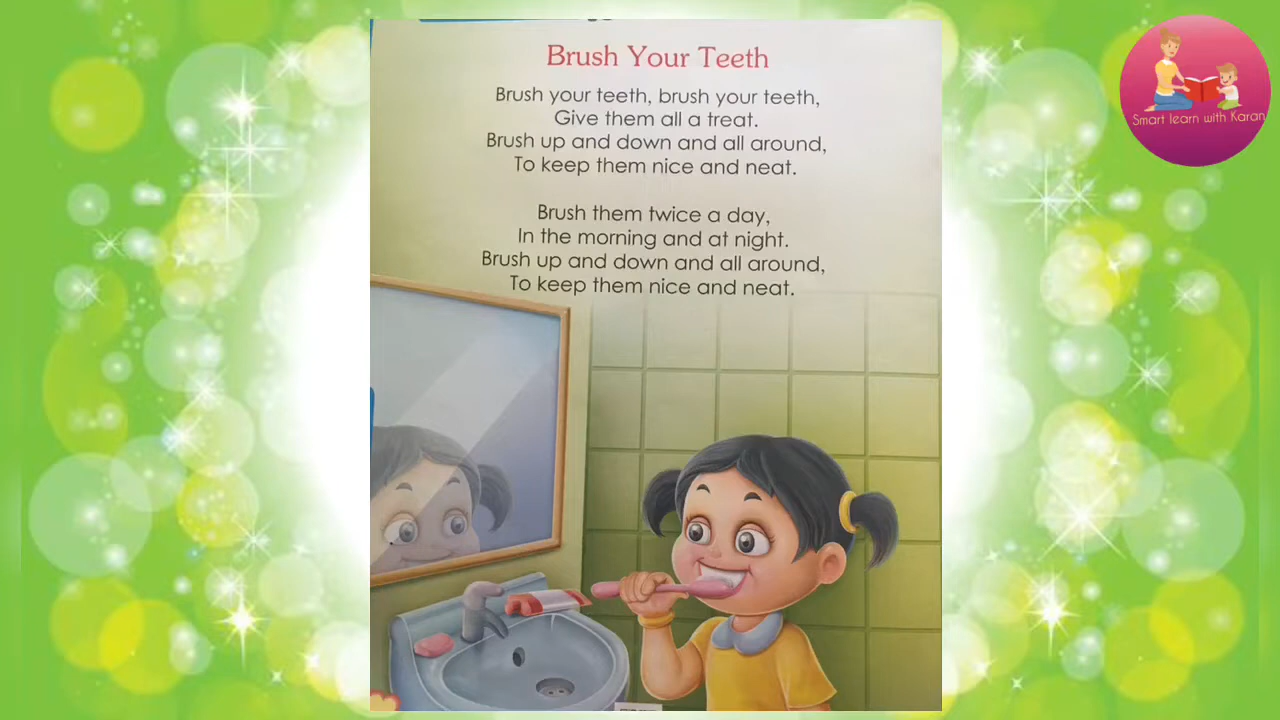 Brush Your Teeth
Brush your teeth, brush your teeth,
Give them all a treat.
Brush up and down and all around,
To keep them nice and neat.
Brush them twice a day,
In the morning and at night.
Brush up and down and all around,
To keep them nice and neat.
Smart learn with Karan